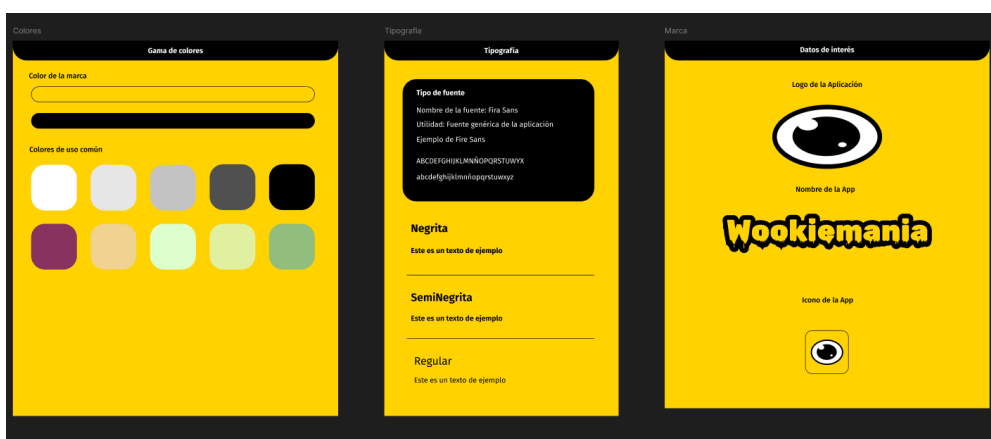 Colores
Gama de colores
Color de la marca
Colores de uso común
Tipografía
Tipografía
Tipo de fuente
Nombre de la fuente: Fira Sans
Utilidad: Fuente genérica de la aplicación
Ejemplo de Fire Sans
ABCDEFGHIJKLMNÑOPQRSTUWYX
abcdefghijklmnñopqrstuwxyz
Negrita
Este es un texto de ejemplo
SemiNegrita
Este es un texto de ejemplo
Regular
Este es un texto de ejemplo
Marca
Datos de interés
Logo de la Aplicación
Nombre de la App
Wookiemania
Icono de la App